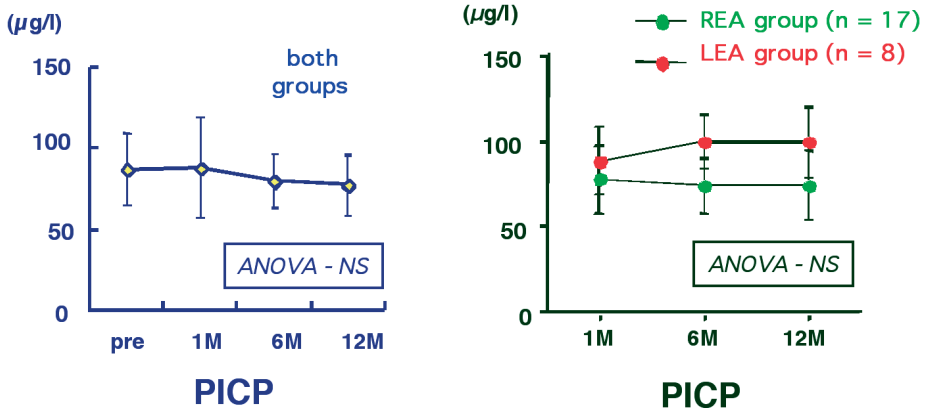 (µg/l)
both
groups
150
100
50
0
ANOVA - NS
pre 1M 6M 12M
PICP
(µg/l)
REA group (n = 17)
LEA group (n = 8)
150
100
50
0
ANOVA - NS
1M 6M 12M
PICP